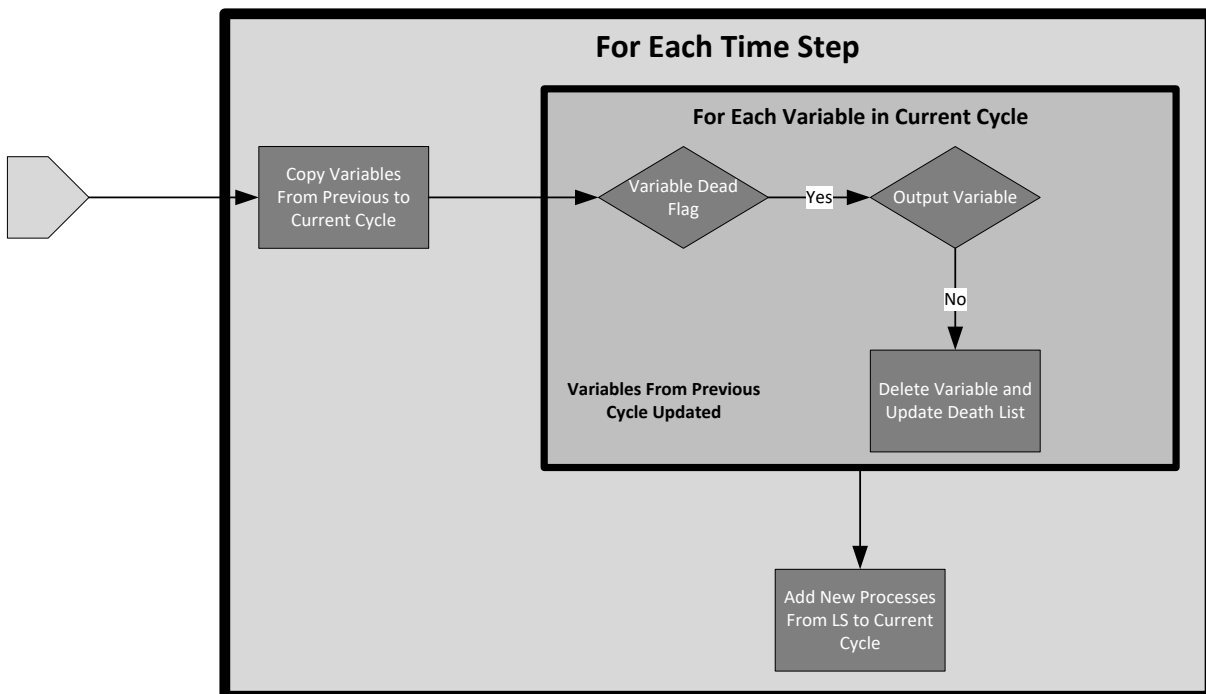 For Each Time Step
For Each Variable in Current Cycle
Copy Variables
From Previous to
Current Cycle
Variable Dead
Flag
Yes
Output Variable
No
Variables From Previous
Cycle Updated
Delete Variable and
Update Death List
Add New Processes
From LS to Current
Cycle